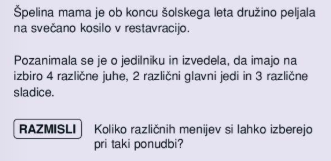 Špelina mama je ob koncu šolskega leta družino peljala
na svečano kosilo v restavracijo.
Pozanimala se je o jedilniku in izvedela, da imajo na
izbiro 4 različne juhe, 2 različni glavni jedi in 3 različne
sladice.
RAZMISLI Koliko različnih menijev si lahko izberejo
pri taki ponudbi?